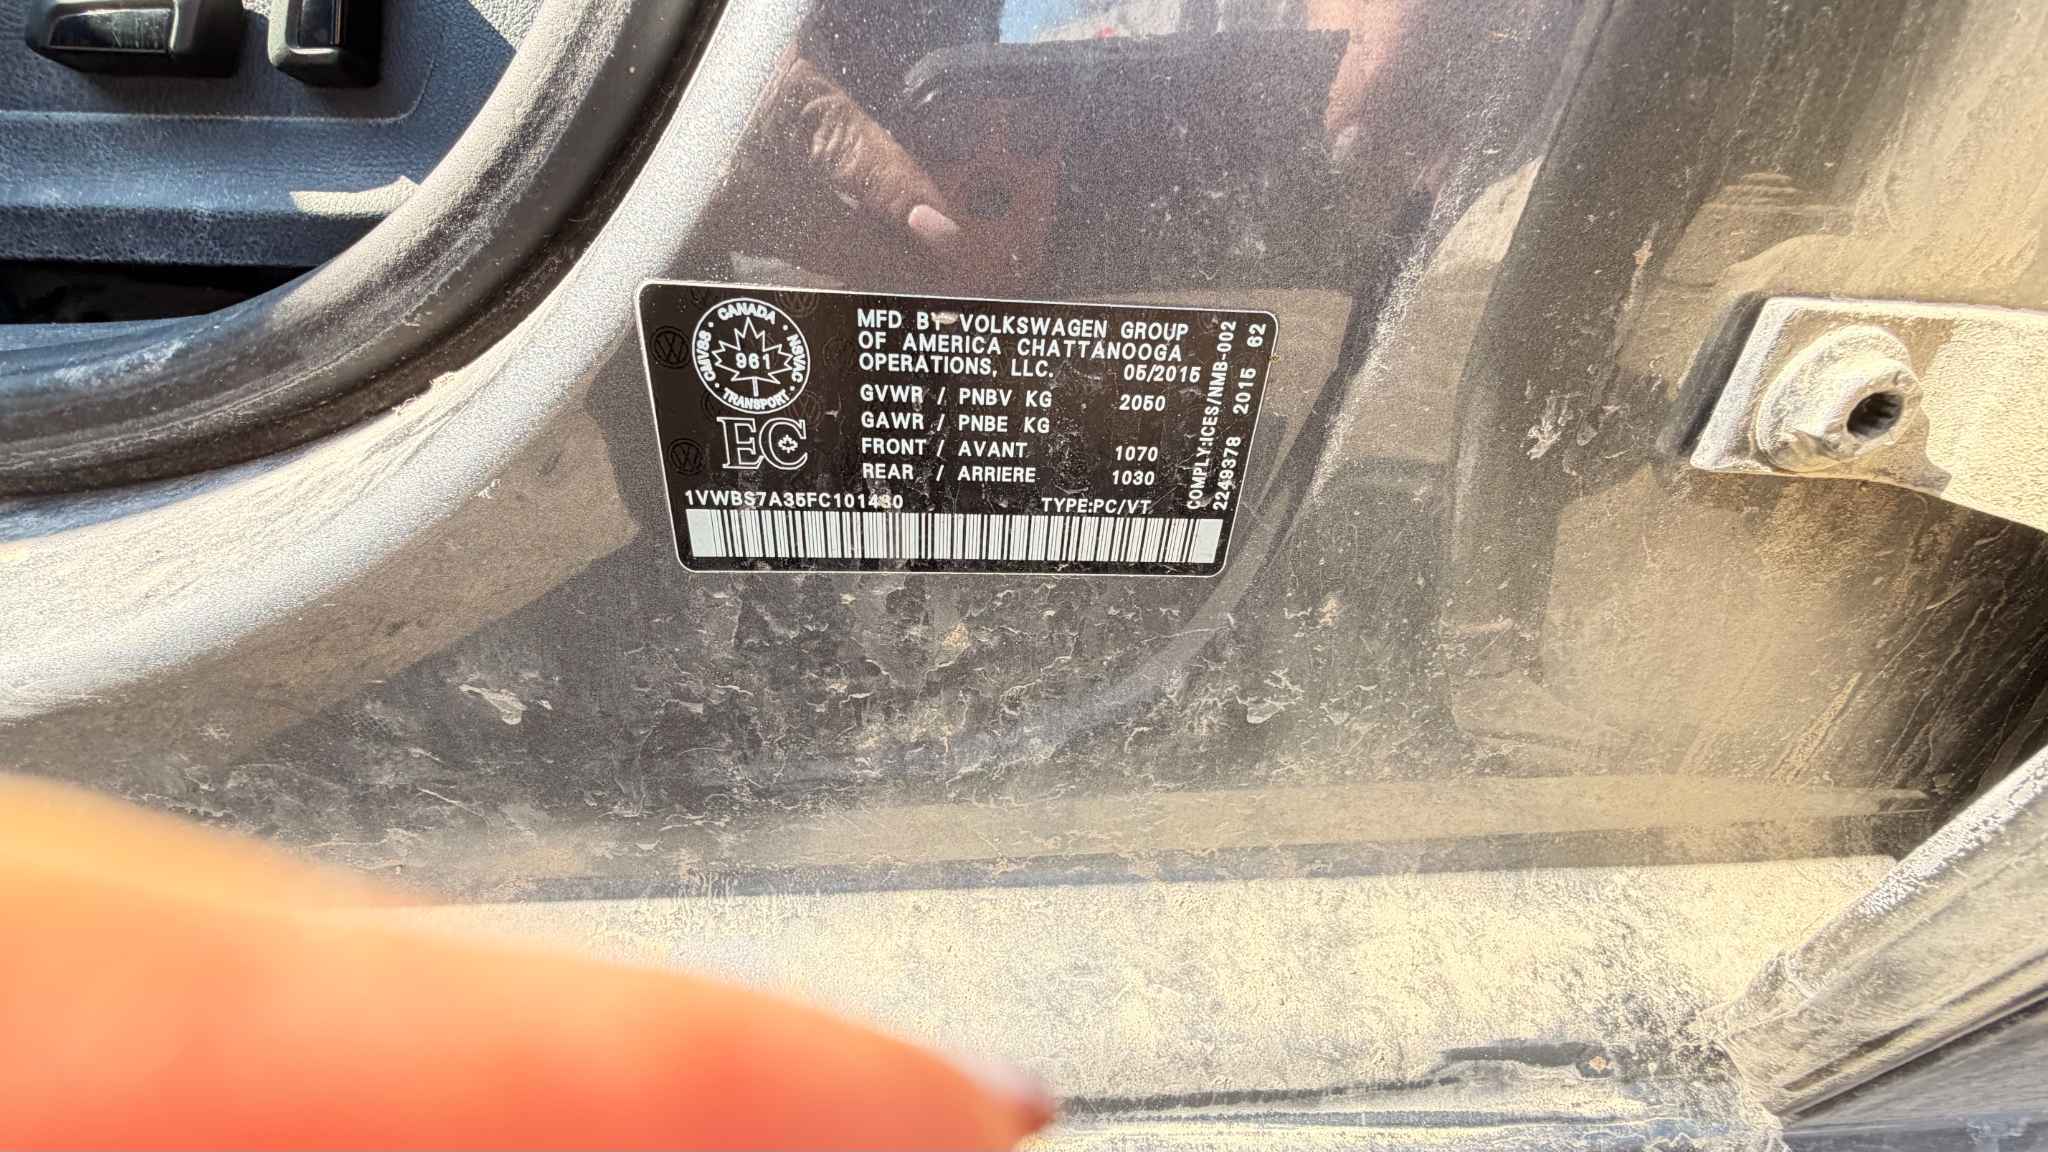 CANADA
CMVSS · NSVAC
961
TRANSPORT
EC
MFD BY VOLKSWAGEN GROUP
OF AMERICA CHATTANOOGA
OPERATIONS, LLC. 05/2015
GVWR / PNBV KG 2050
GAWR / PNBE KG
FRONT / AVANT 1070
REAR / ARRIERE 1030
1VWBS7A35FC101480 TYPE:PC/VT
COMPLY:ICES/NMB-002
2249378 2015 62